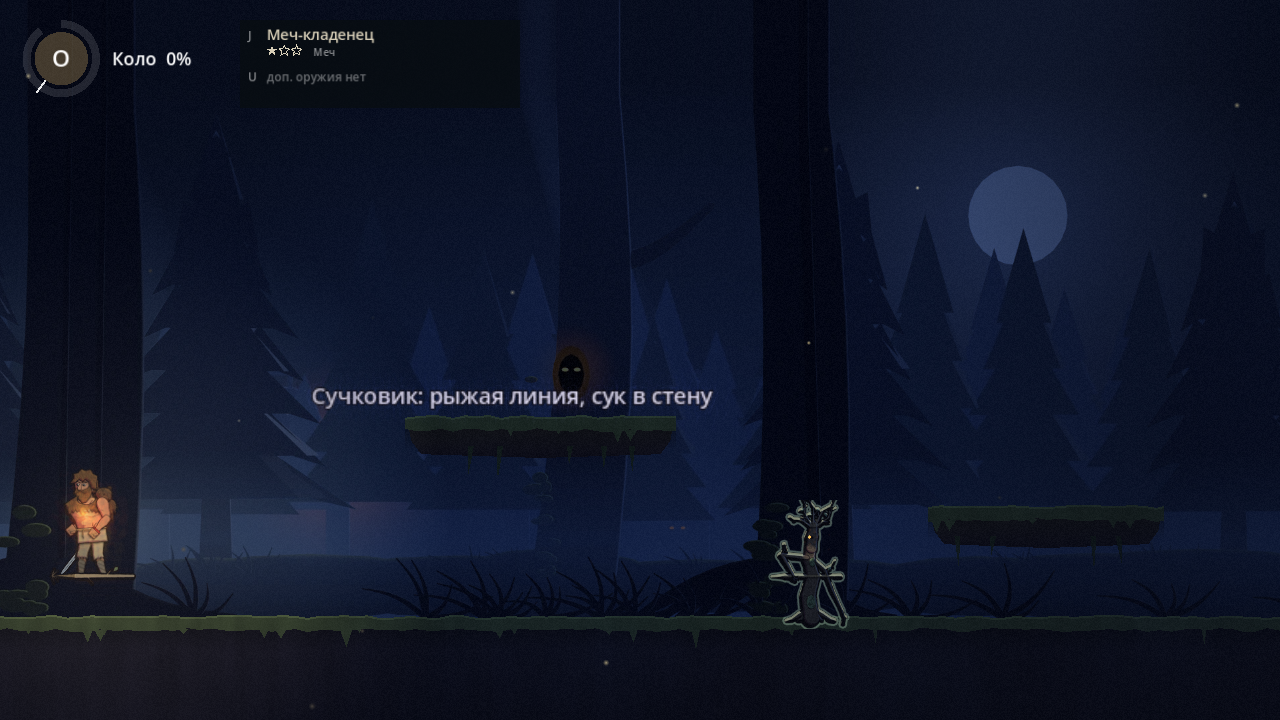 О
Коло 0%
J Меч-кладенец
★☆☆ Меч
U доп. оружия нет
Сучковик: рыжая линия, сук в стену